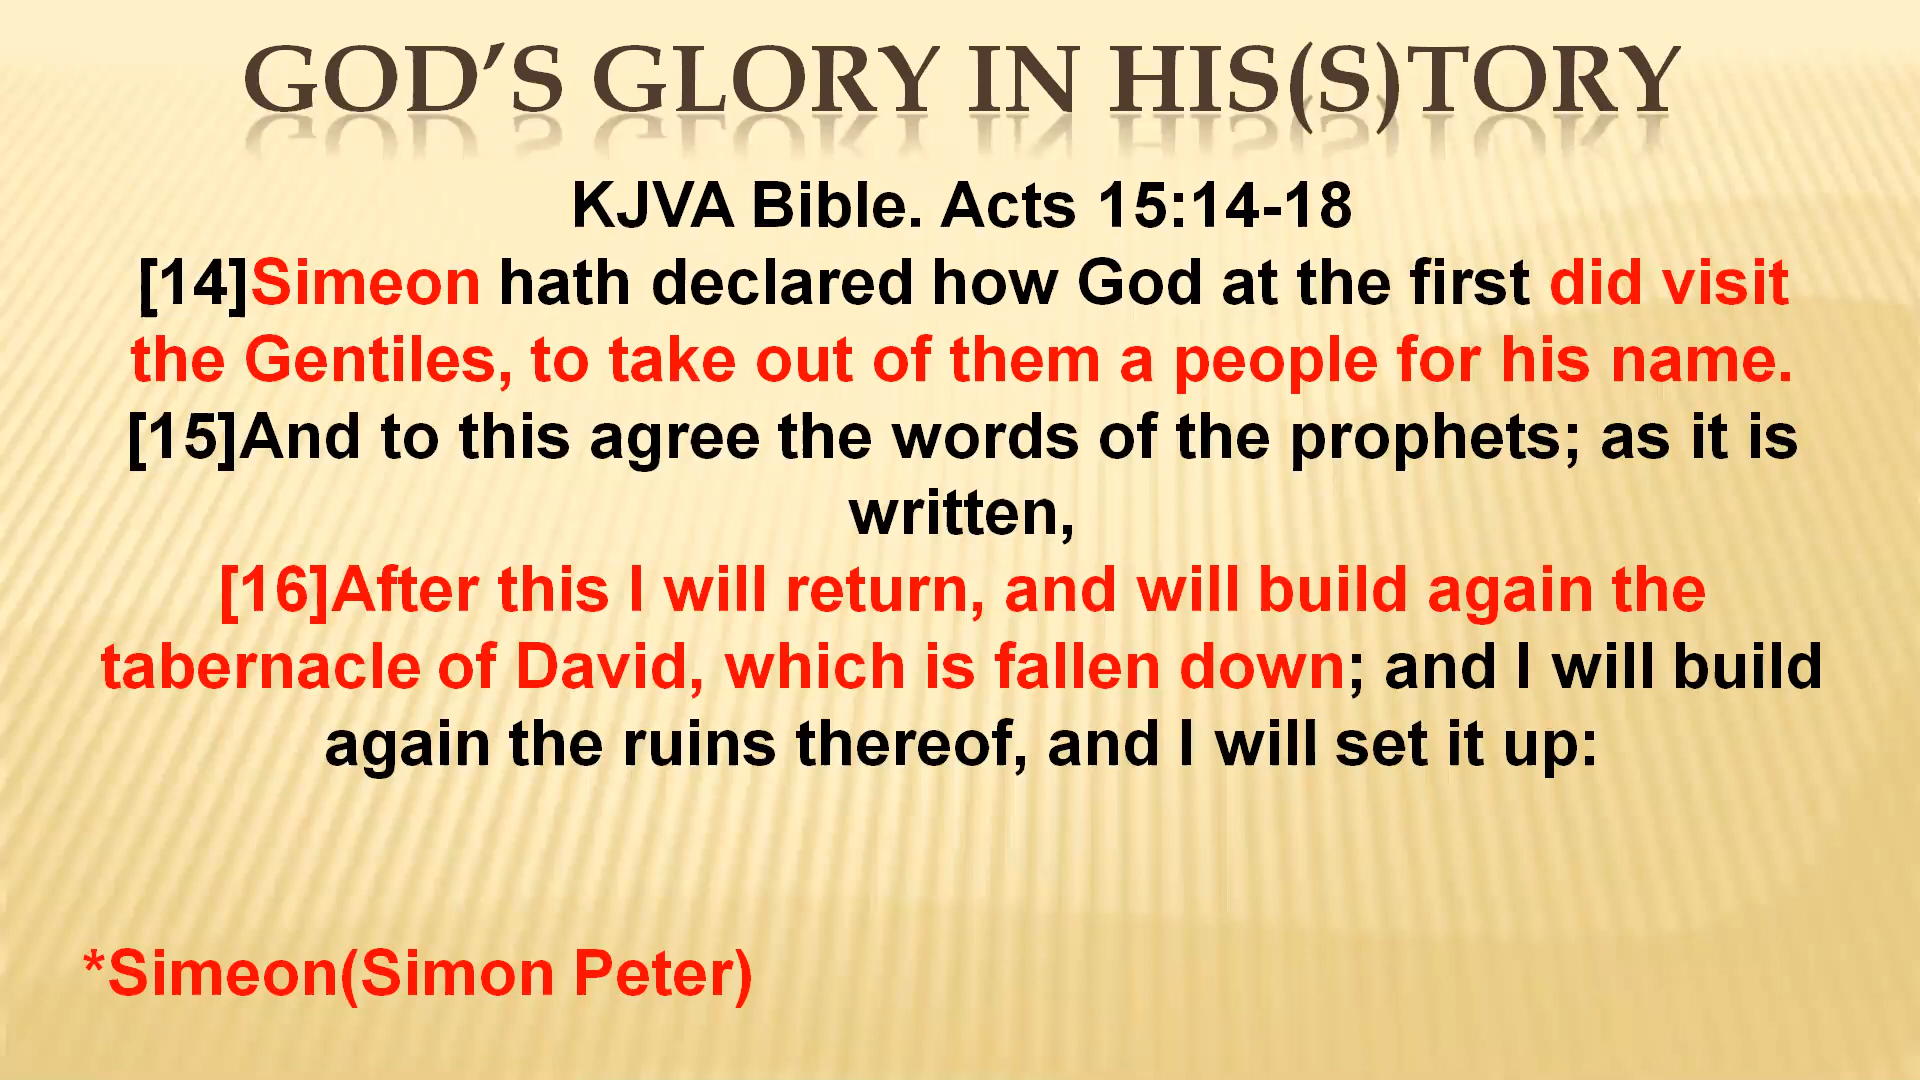 GOD’S GLORY IN HIS(S)TORY
KJVA Bible. Acts 15:14-18
[14]Simeon hath declared how God at the first did visit
the Gentiles, to take out of them a people for his name.
[15]And to this agree the words of the prophets; as it is
written,
[16]After this I will return, and will build again the
tabernacle of David, which is fallen down; and I will build
again the ruins thereof, and I will set it up:
*Simeon(Simon Peter)